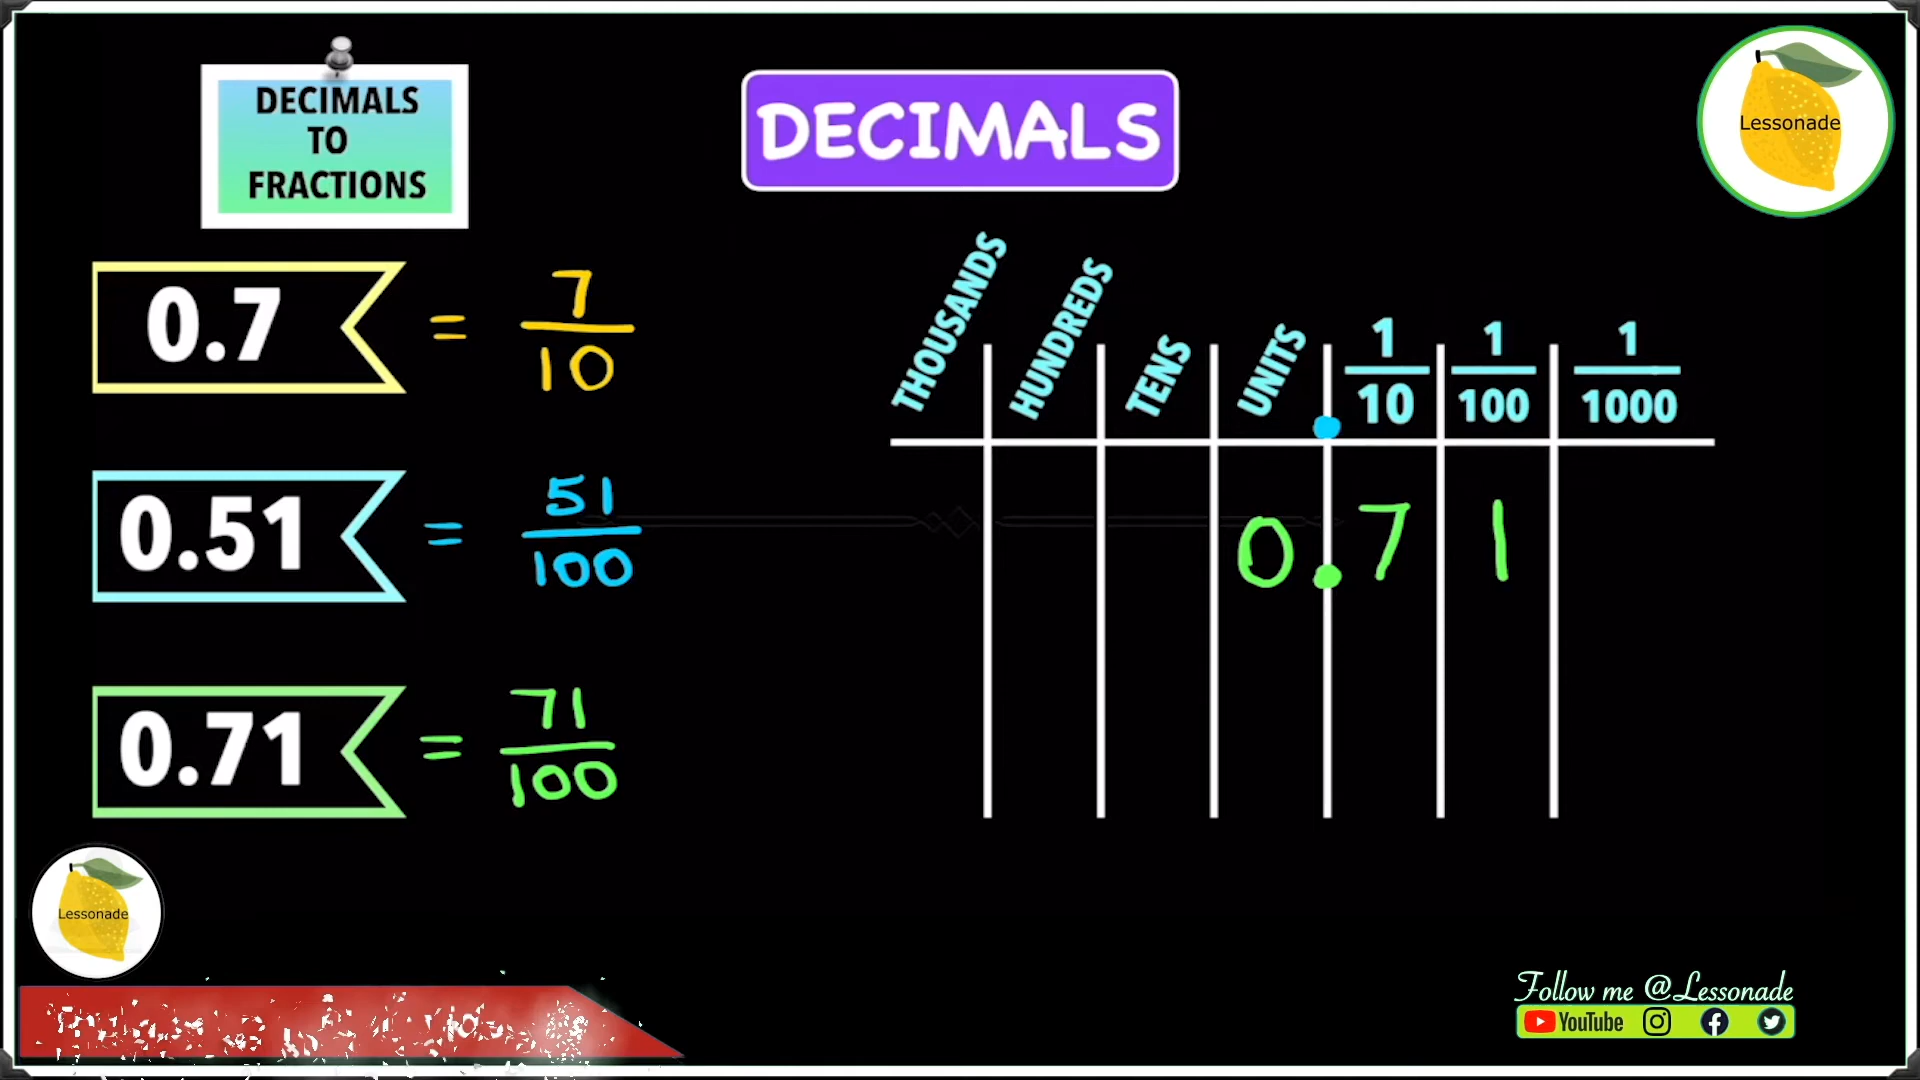 DECIMALS
TO
FRACTIONS
DECIMALS
Lessonade
0.7 = 7/10
0.51 = 51/100
0.71 = 71/100
THOUSANDS HUNDREDS TENS UNITS . 1/10 1/100 1/1000
0.71
Lessonade
Follow me @Lessonade
YouTube